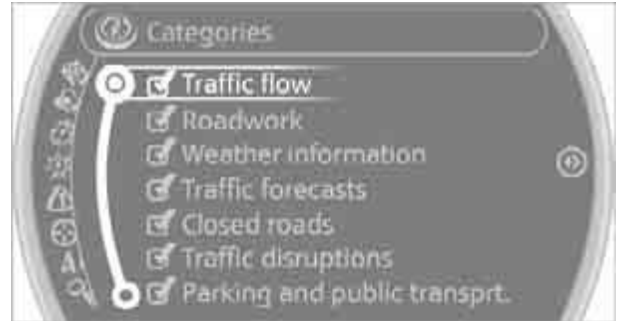 Categories
Traffic flow
Roadwork
Weather information
Traffic forecasts
Closed roads
Traffic disruptions
Parking and public transprt.